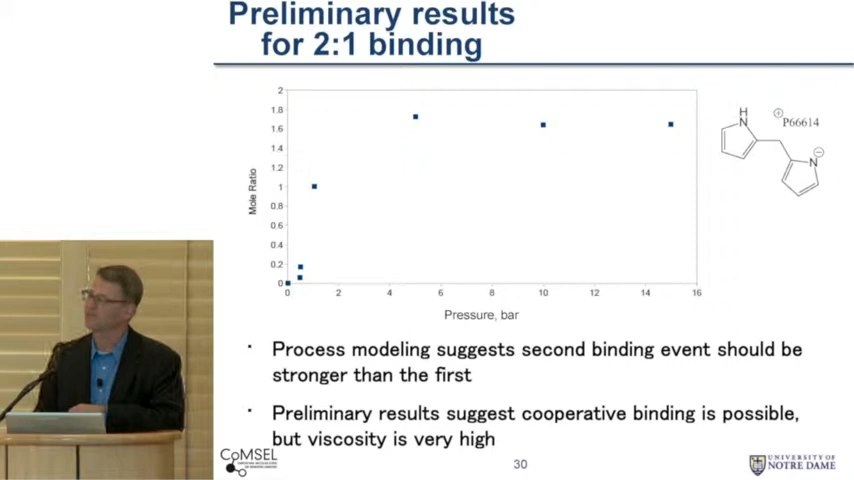 Preliminary results
for 2:1 binding
2
1.8
1.6
1.4
1.2
1
0.8
0.6
0.4
0.2
0
0 2 4 6 8 10 12 14 16
Mole Ratio
Pressure, bar
H
N
+
P66614
−
N
· Process modeling suggests second binding event should be
stronger than the first
· Preliminary results suggest cooperative binding is possible,
but viscosity is very high
CoMSEL
30
UNIVERSITY OF
NOTRE DAME